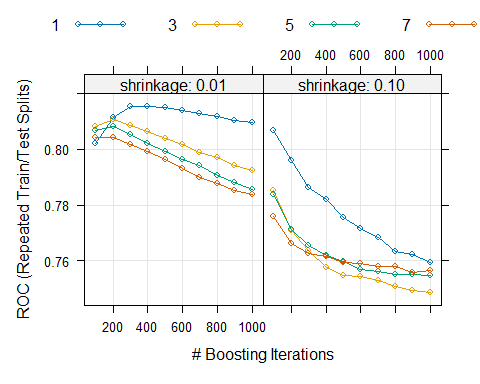 1 3 5 7
200 400 600 800 1000
shrinkage: 0.01 shrinkage: 0.10
ROC (Repeated Train/Test Splits)
0.80
0.78
0.76
200 400 600 800 1000
# Boosting Iterations